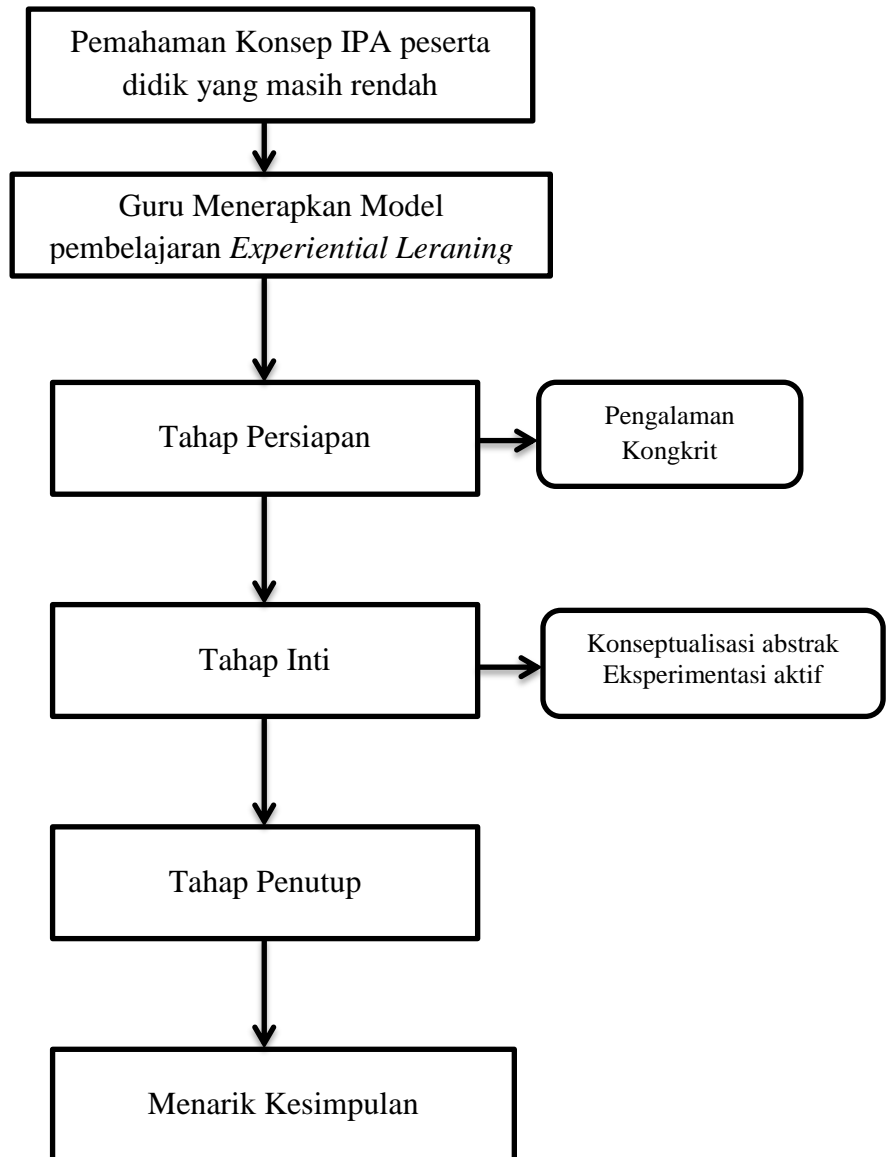 Pemahaman Konsep IPA peserta
didik yang masih rendah
Guru Menerapkan Model
pembelajaran Experiential Leraning
Tahap Persiapan
Pengalaman
Kongkrit
Tahap Inti
Konseptualisasi abstrak
Eksperimentasi aktif
Tahap Penutup
Menarik Kesimpulan